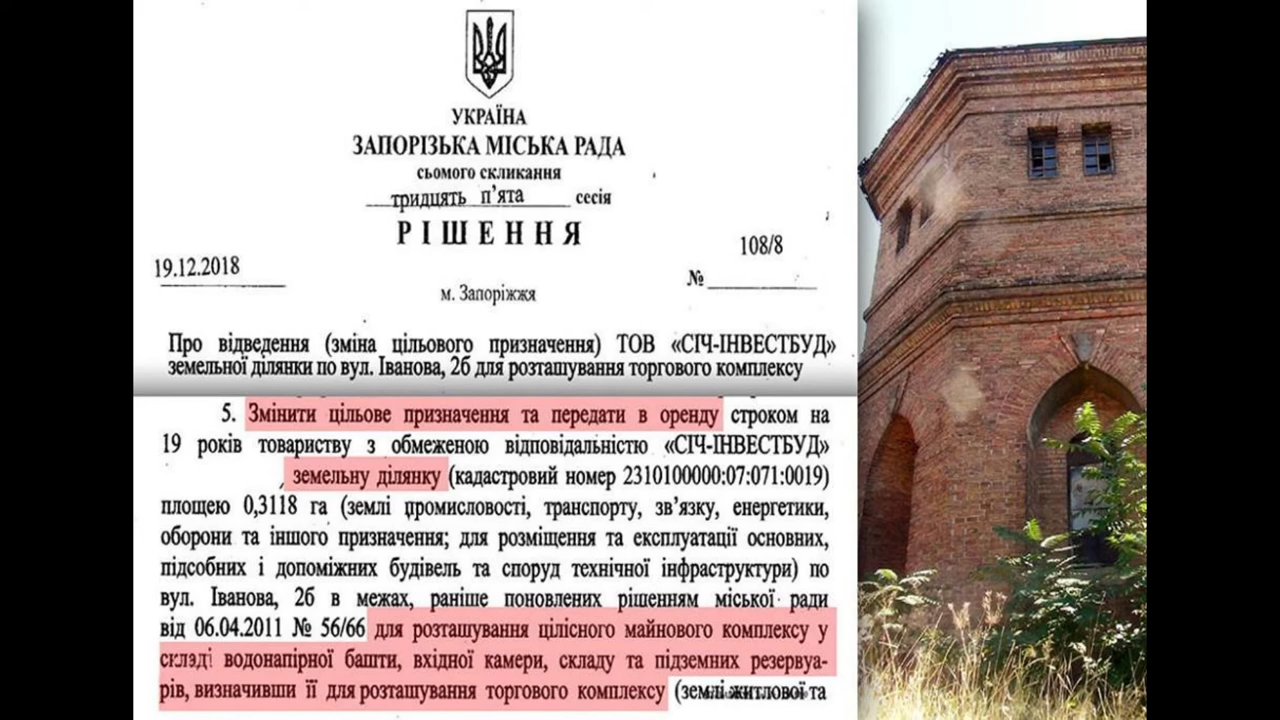 УКРАЇНА
ЗАПОРІЗЬКА МІСЬКА РАДА
сьомого скликання
тридцять п’ята сесія
РІШЕННЯ
19.12.2018
108/8
№
м. Запоріжжя
Про відведення (зміна цільового призначення) ТОВ «СІЧ-ІНВЕСТБУД»
земельної ділянки по вул. Іванова, 2б для розташування торгового комплексу
5. Змінити цільове призначення та передати в оренду строком на
19 років товариству з обмеженою відповідальністю «СІЧ-ІНВЕСТБУД»
земельну ділянку (кадастровий номер 2310100000:07:071:0019)
площею 0,3118 га (землі промисловості, транспорту, зв’язку, енергетики,
оборони та іншого призначення; для розміщення та експлуатації основних,
підсобних і допоміжних будівель та споруд технічної інфраструктури) по
вул. Іванова, 2б в межах, раніше поновлених рішенням міської ради
від 06.04.2011 № 56/66 для розташування цілісного майнового комплексу у
складі водонапірної башти, вхідної камери, складу та підземних резервуа-
рів, визначивши її для розташування торгового комплексу (землі житлової та